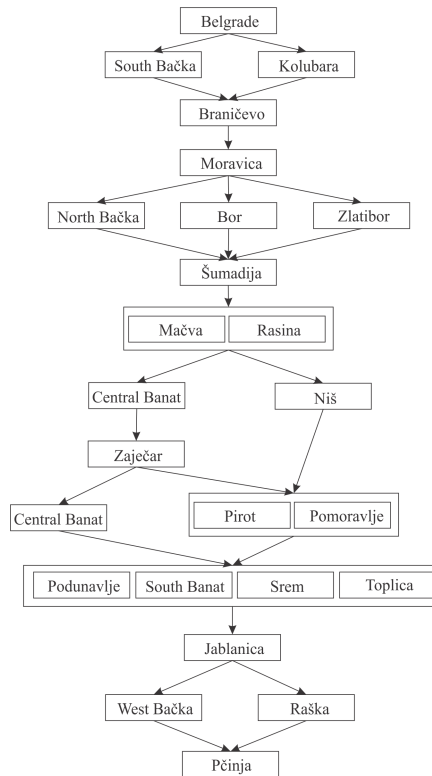 Belgrade
South Bačka Kolubara
Braničevo
Moravica
North Bačka Bor Zlatibor
Šumadija
Mačva Rasina
Central Banat Niš
Zaječar
Central Banat Pirot Pomoravlje
Podunavlje South Banat Srem Toplica
Jablanica
West Bačka Raška
Pčinja